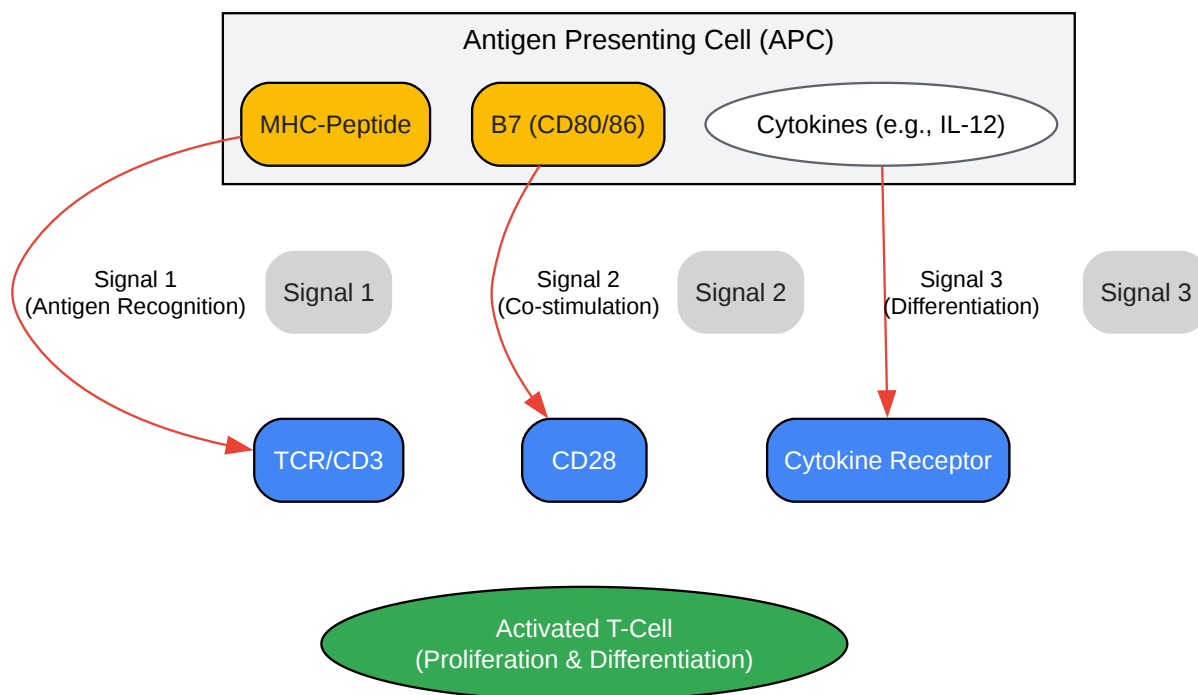 Antigen Presenting Cell (APC)
MHC-Peptide
B7 (CD80/86)
Cytokines (e.g., IL-12)
Signal 1
(Antigen Recognition)
Signal 1
Signal 2
(Co-stimulation)
Signal 2
Signal 3
(Differentiation)
Signal 3
TCR/CD3
CD28
Cytokine Receptor
Activated T-Cell
(Proliferation & Differentiation)